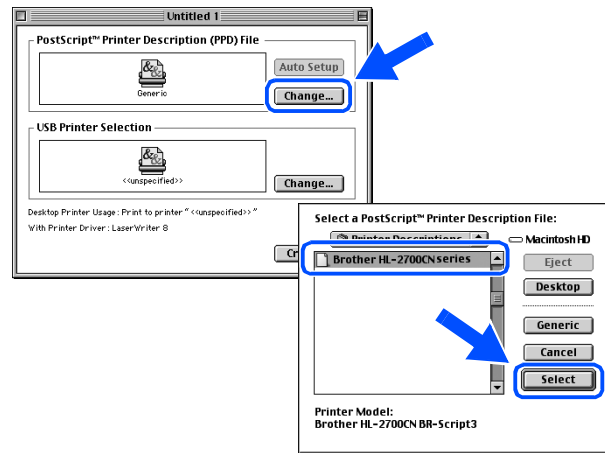 Untitled 1
PostScript™ Printer Description (PPD) File
Auto Setup
Generic
Change...
USB Printer Selection
<<unspecified>>
Change...
Desktop Printer Usage: Print to printer "<<unspecified>>"
With Printer Driver: LaserWriter 8
Cr
Select a PostScript™ Printer Description File:
Printer Descriptions
Macintosh HD
Brother HL-2700CN series
Eject
Desktop
Generic
Cancel
Select
Printer Model:
Brother HL-2700CN BR-Script3